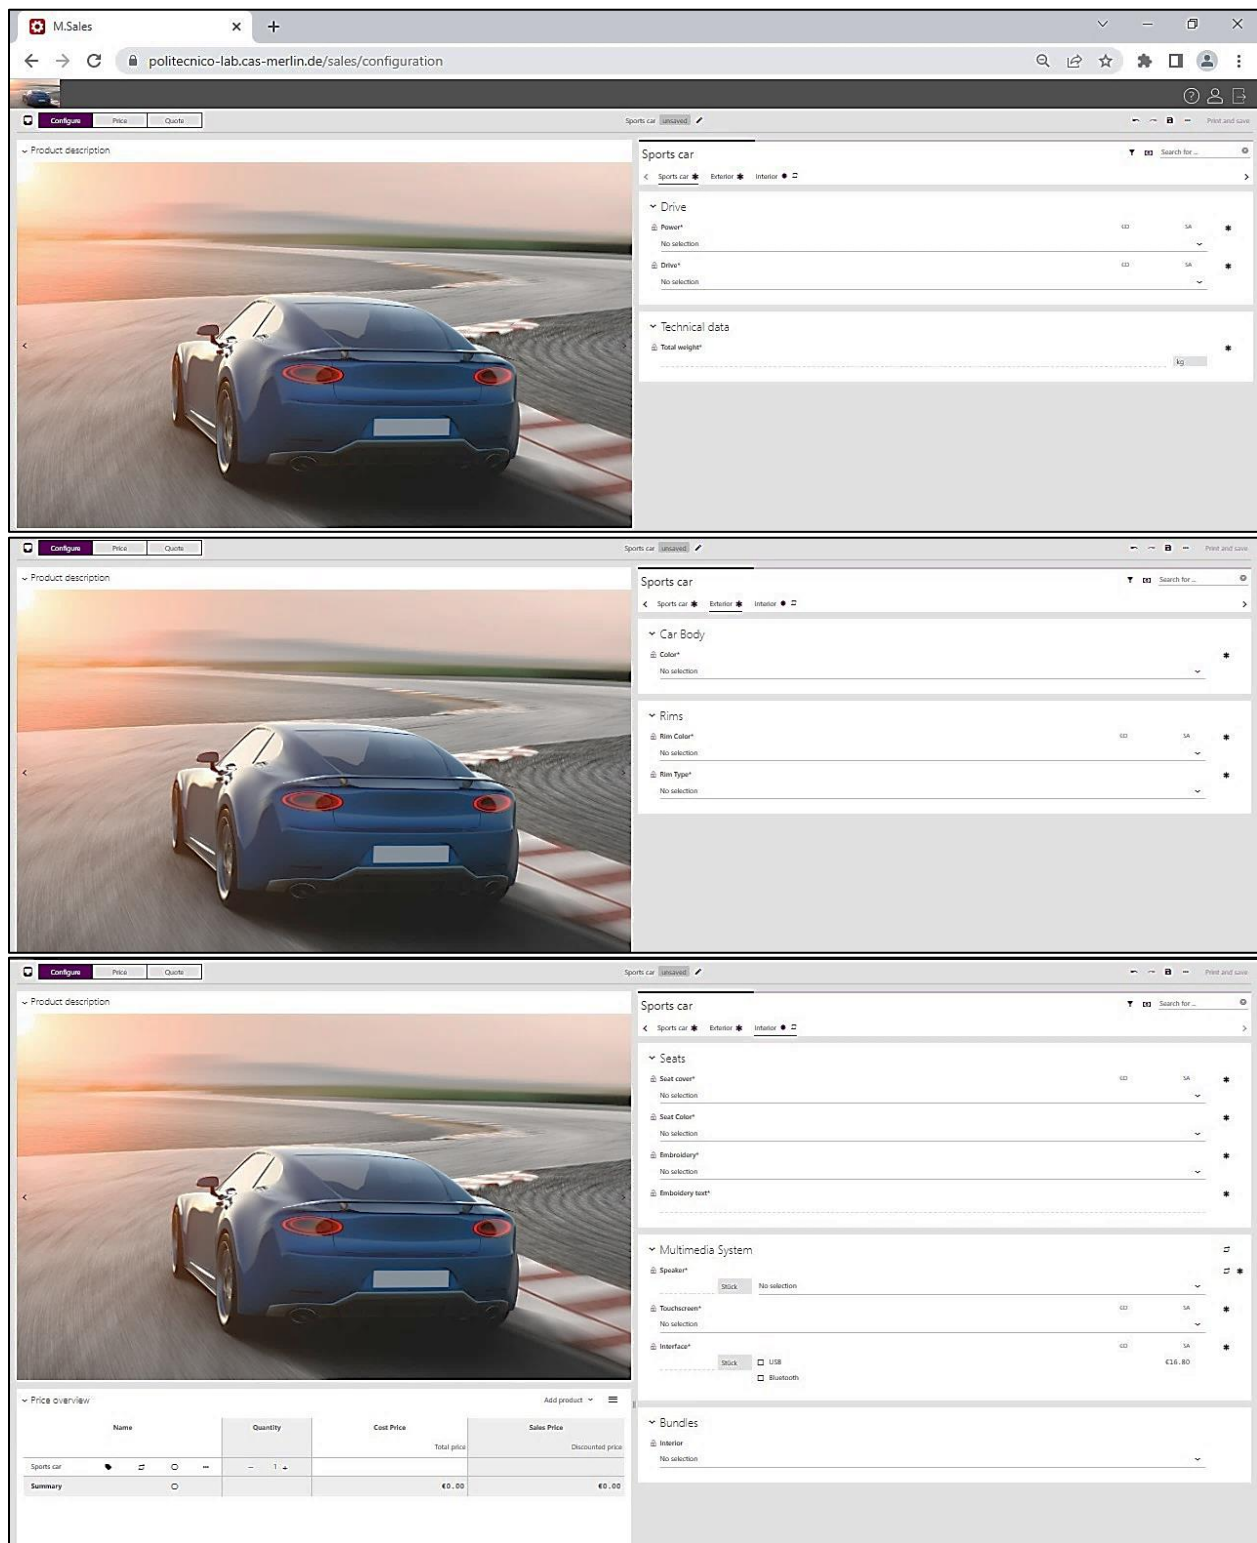 M.Sales
politecnico-lab.cas-merlin.de/sales/configuration
Configure Price Quote
Sports car unsaved
Print and save
Product description
Sports car
Search for ...
Sports car Exterior Interior
Drive
Power*
SA
No selection
Drive*
SA
No selection
Technical data
Total weight*
kg
Configure Price Quote
Sports car unsaved
Print and save
Product description
Sports car
Search for ...
Sports car Exterior Interior
Car Body
Color*
No selection
Rims
Rim Color*
SA
No selection
Rim Type*
No selection
Configure Price Quote
Sports car unsaved
Print and save
Product description
Sports car
Search for ...
Sports car Exterior Interior
Seats
Seat cover*
SA
No selection
Seat Color*
No selection
Embroidery*
No selection
Emboidery text*
Multimedia System
Speaker*
Stück No selection
Touchscreen*
SA
No selection
Interface*
SA
Stück USB €16.80
Bluetooth
Bundles
Interior
No selection
Price overview
Add product
Name Quantity Cost Price Sales Price
Total price Discounted price
Sports car 1
Summary €0.00 €0.00